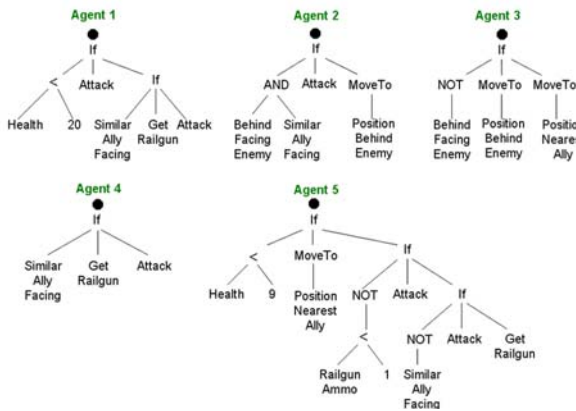 Agent 1
If
< Attack If
Health 20 Similar Ally Facing Get Railgun Attack
Agent 2
If
AND Attack MoveTo
Behind Facing Enemy Similar Ally Facing Position Behind Enemy
Agent 3
If
NOT MoveTo MoveTo
Behind Facing Enemy Position Behind Enemy Position Nearest Ally
Agent 4
If
Similar Ally Facing Get Railgun Attack
Agent 5
If
< MoveTo If
Health 9 Position Nearest Ally NOT Attack If
< NOT Attack Get Railgun
Railgun Ammo 1 Similar Ally Facing